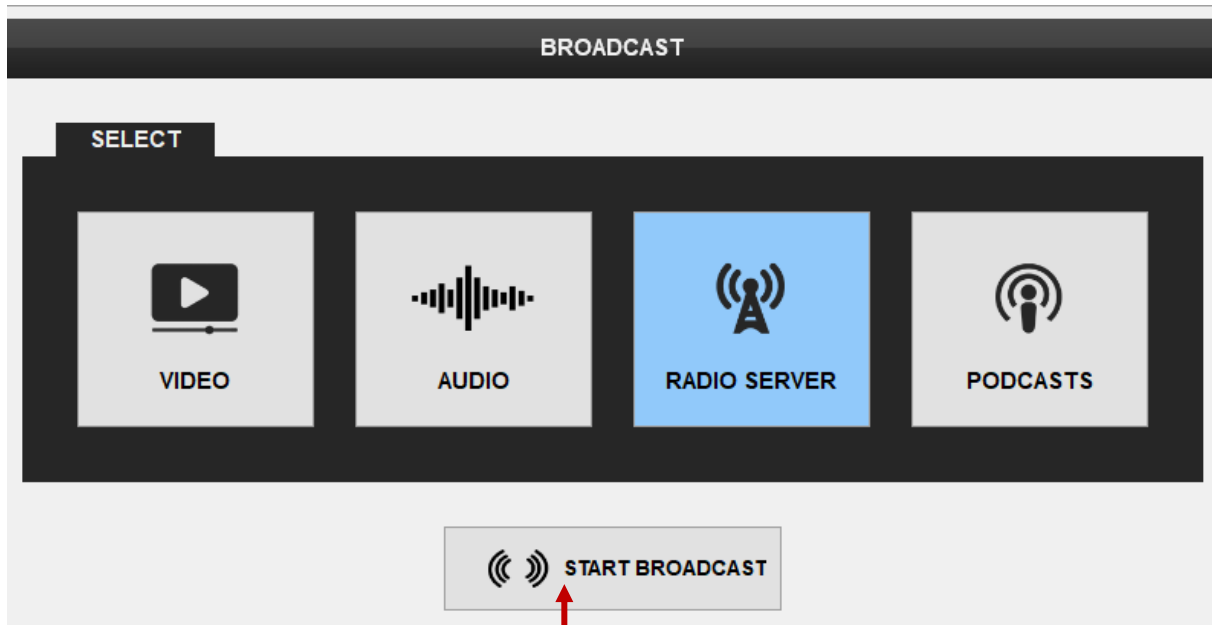 BROADCAST
SELECT
VIDEO
AUDIO
RADIO SERVER
PODCASTS
START BROADCAST